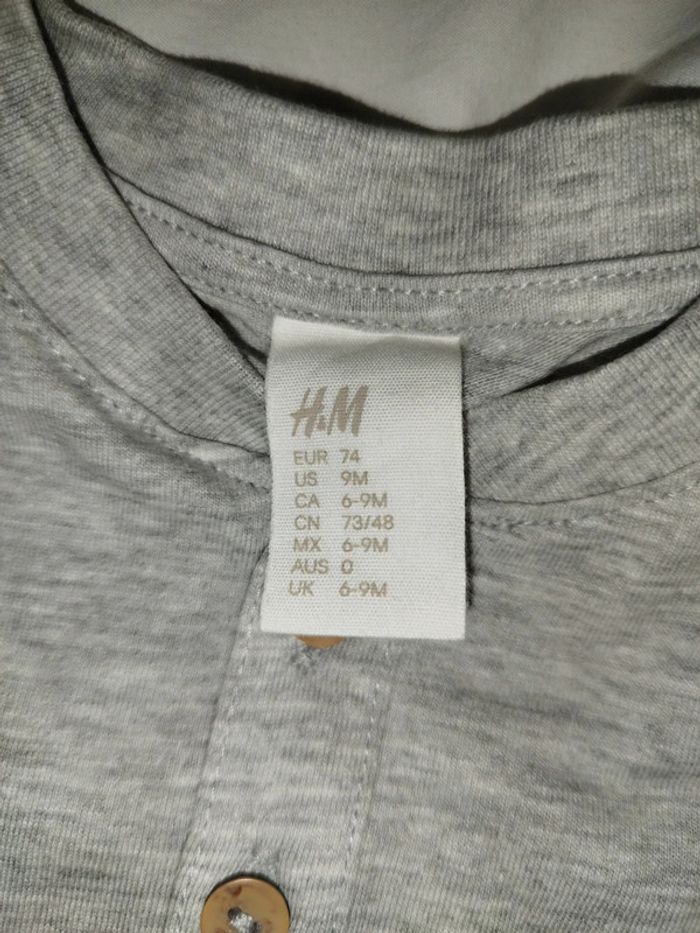 H&M
EUR 74
US 9M
CA 6-9M
CN 73/48
MX 6-9M
AUS 0
UK 6-9M